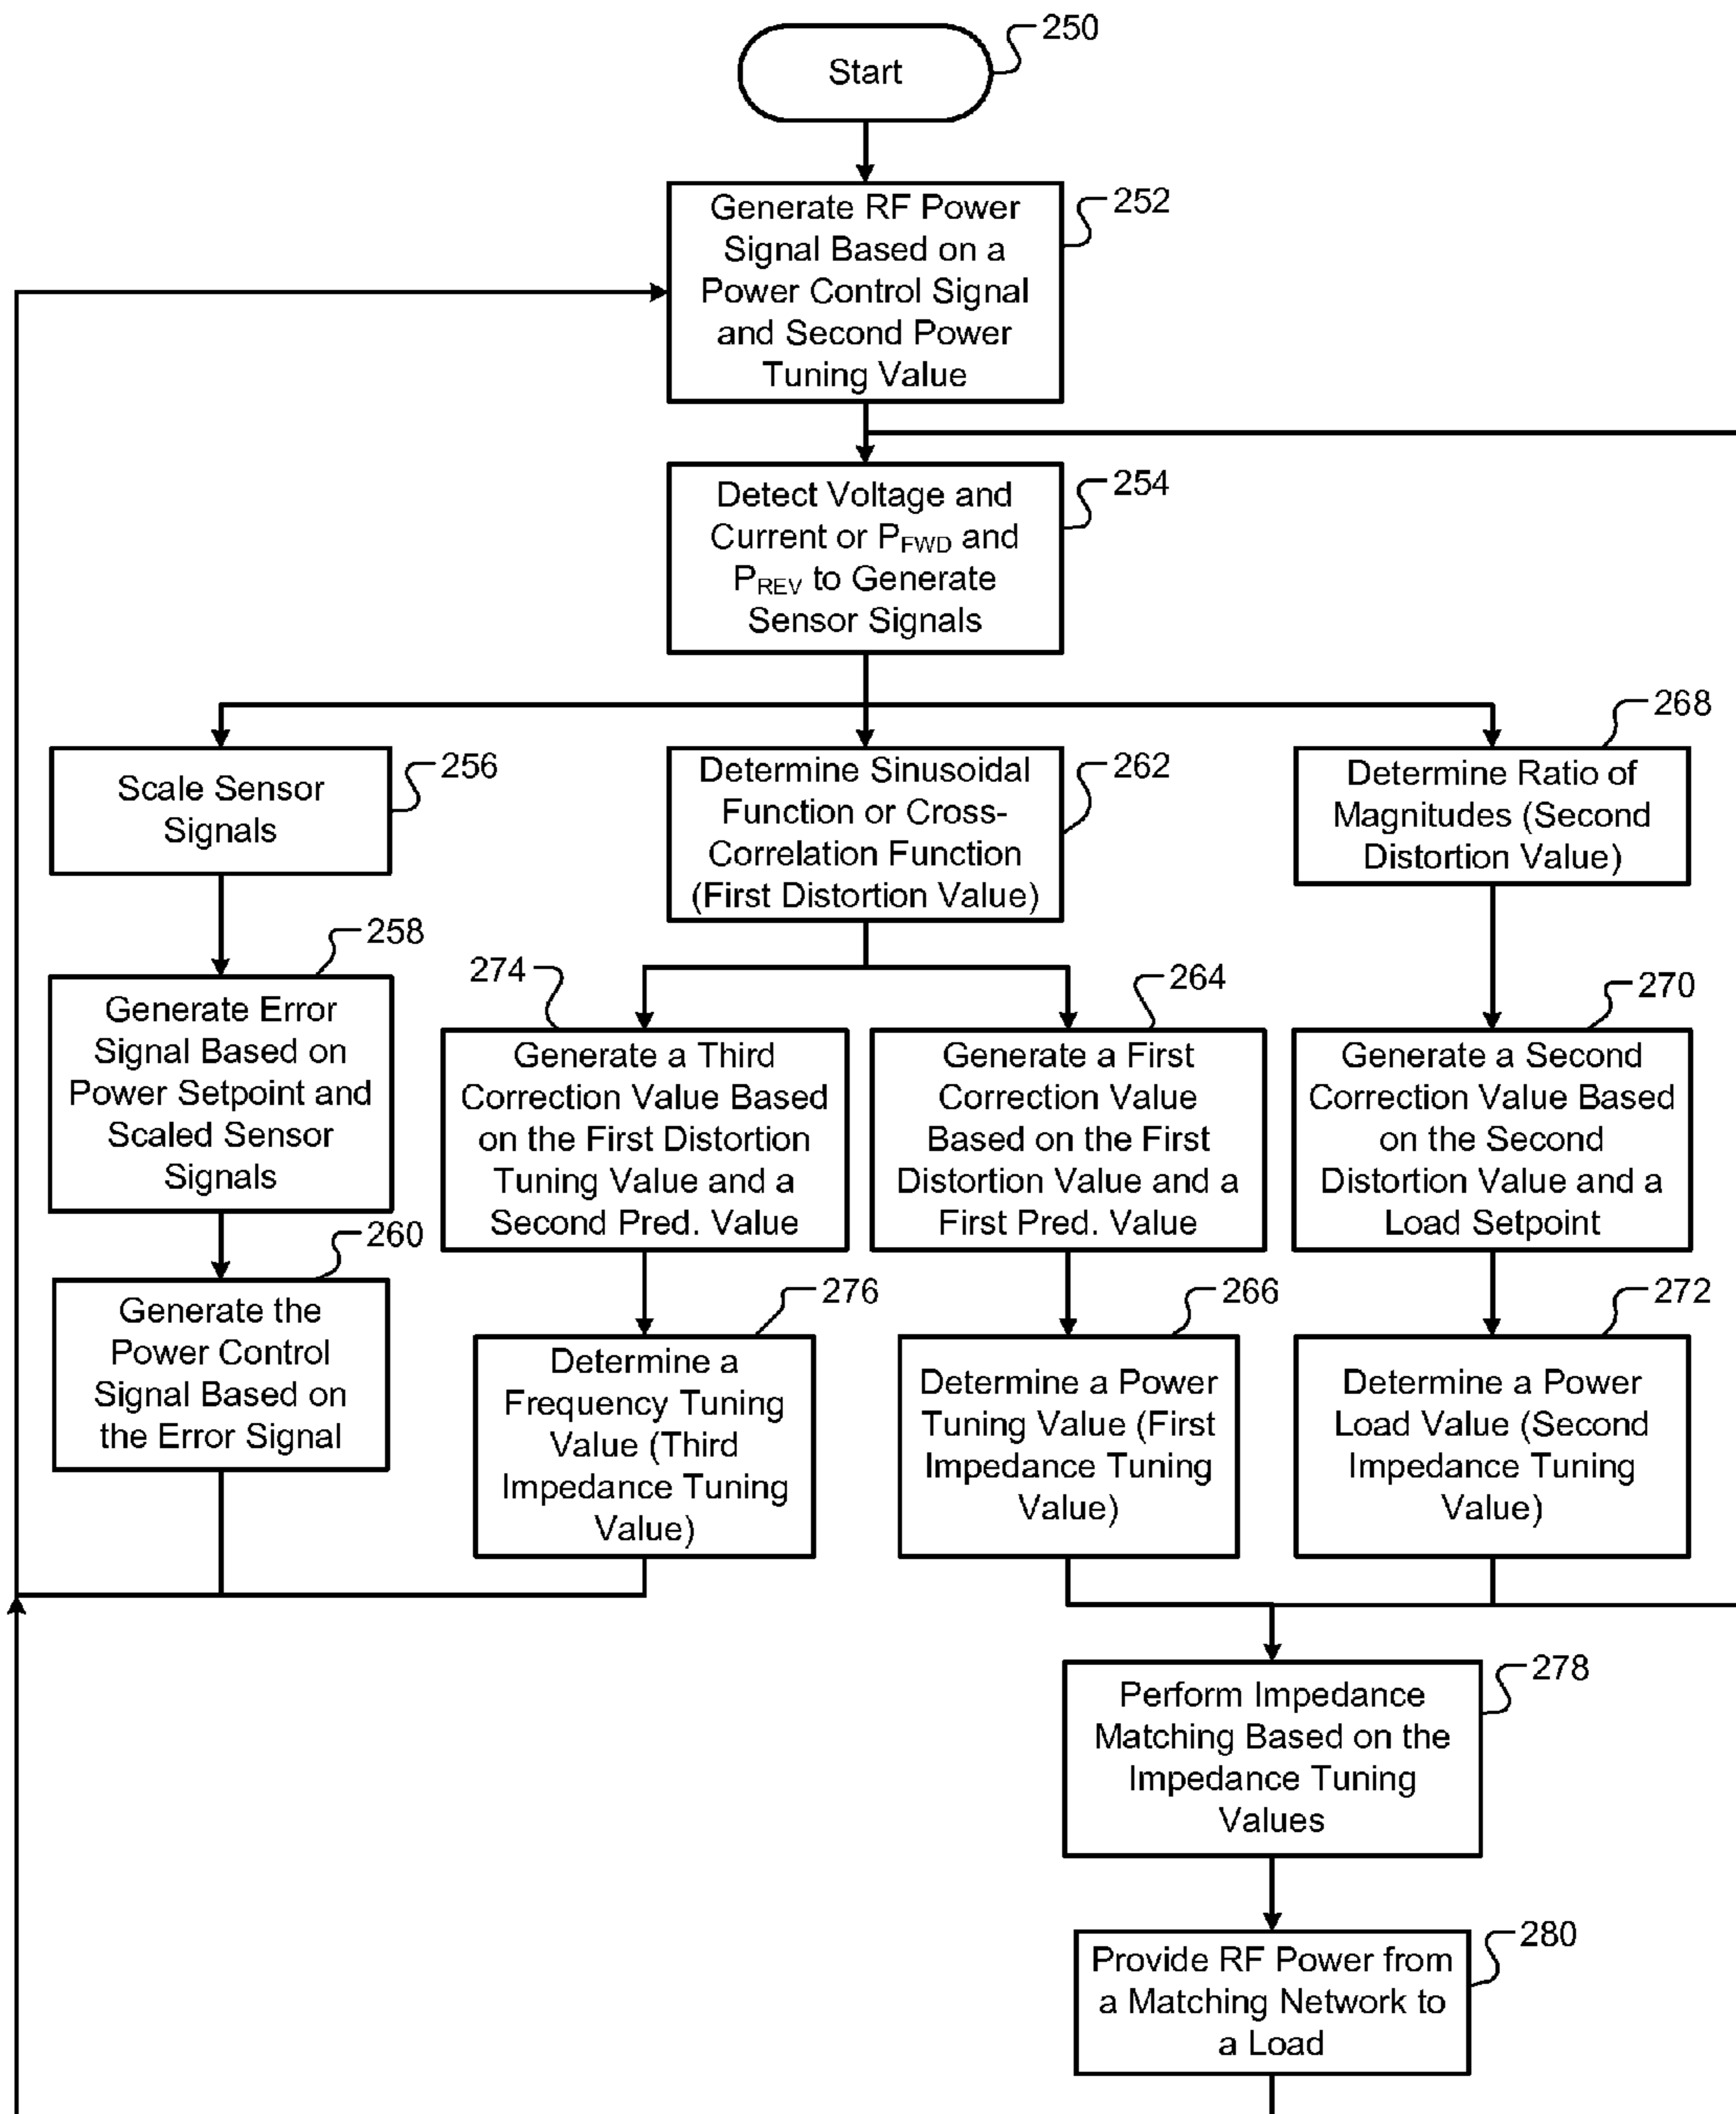 250
Start
252
Generate RF Power
Signal Based on a
Power Control Signal
and Second Power
Tuning Value
254
Detect Voltage and
Current or PFWD and
PREV to Generate
Sensor Signals
256
Scale Sensor
Signals
262
Determine Sinusoidal
Function or Cross-
Correlation Function
(First Distortion Value)
268
Determine Ratio of
Magnitudes (Second
Distortion Value)
258
Generate Error
Signal Based on
Power Setpoint and
Scaled Sensor
Signals
274
Generate a Third
Correction Value Based
on the First Distortion
Tuning Value and a
Second Pred. Value
264
Generate a First
Correction Value
Based on the First
Distortion Value and a
First Pred. Value
270
Generate a Second
Correction Value Based
on the Second
Distortion Value and a
Load Setpoint
260
Generate the
Power Control
Signal Based on
the Error Signal
276
Determine a
Frequency Tuning
Value (Third
Impedance Tuning
Value)
266
Determine a Power
Tuning Value (First
Impedance Tuning
Value)
272
Determine a Power
Load Value (Second
Impedance Tuning
Value)
278
Perform Impedance
Matching Based on the
Impedance Tuning
Values
280
Provide RF Power from
a Matching Network to
a Load